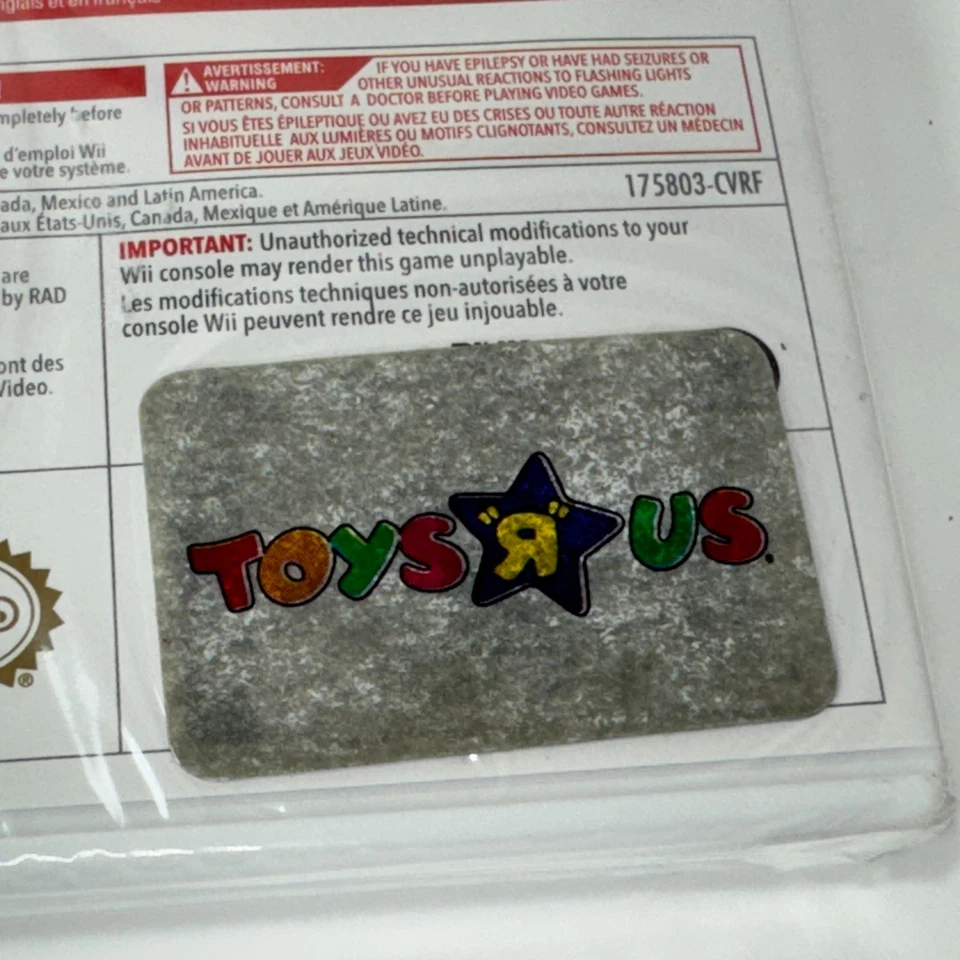 AVERTISSEMENT:
WARNING
IF YOU HAVE EPILEPSY OR HAVE HAD SEIZURES OR
OTHER UNUSUAL REACTIONS TO FLASHING LIGHTS
OR PATTERNS, CONSULT A DOCTOR BEFORE PLAYING VIDEO GAMES.
SI VOUS ÊTES ÉPILEPTIQUE OU AVEZ EU DES CRISES OU TOUTE AUTRE RÉACTION
INHABITUELLE AUX LUMIÈRES OU MOTIFS CLIGNOTANTS, CONSULTEZ UN MÉDECIN
AVANT DE JOUER AUX JEUX VIDÉO.
before
d'emploi Wii
votre système.
Mexico and Latin America.
aux États-Unis, Canada, Mexique et Amérique Latine.
175803-CVRF
IMPORTANT: Unauthorized technical modifications to your
Wii console may render this game unplayable.
Les modifications techniques non-autorisées à votre
console Wii peuvent rendre ce jeu injouable.
are
by RAD
des
Video.
TOYS "R" US.
®